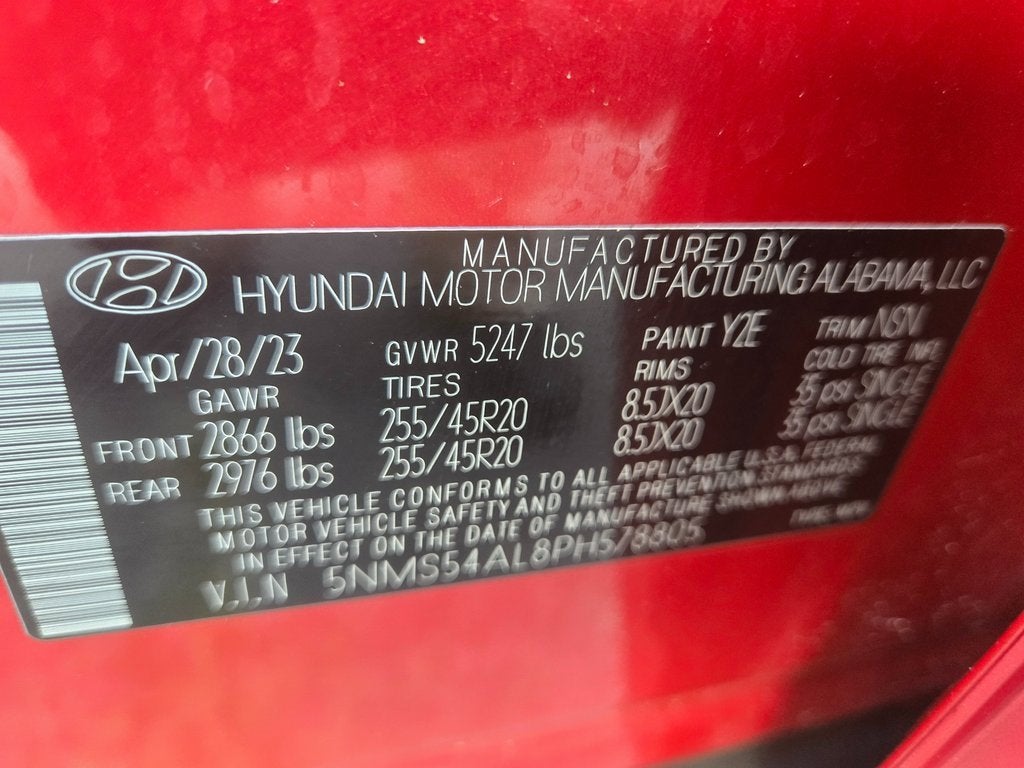 MANUFACTURED BY
HYUNDAI MOTOR MANUFACTURING ALABAMA, LLC
Apr/28/23 GVWR 5247 lbs PAINT Y2E TRIM NSN
GAWR TIRES RIMS COLD TIRE INF.
FRONT 2866 lbs 255/45R20 8.5JX20 35 psi SINGLE
REAR 2976 lbs 255/45R20 8.5JX20 35 psi SINGLE
THIS VEHICLE CONFORMS TO ALL APPLICABLE U.S.A. FEDERAL
MOTOR VEHICLE SAFETY AND THEFT PREVENTION STANDARDS
IN EFFECT ON THE DATE OF MANUFACTURE SHOWN ABOVE
V.I.N 5NMS54AL8PH578805